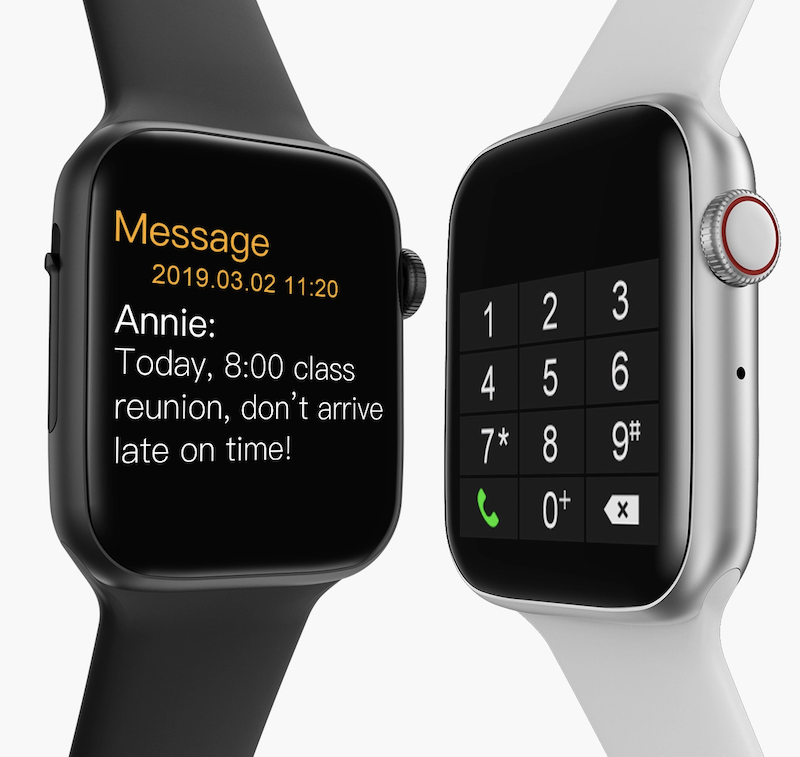 Message
2019.03.02 11:20
Annie:
Today, 8:00 class
reunion, don't arrive
late on time!
1 2 3
4 5 6
7* 8 9#
0+